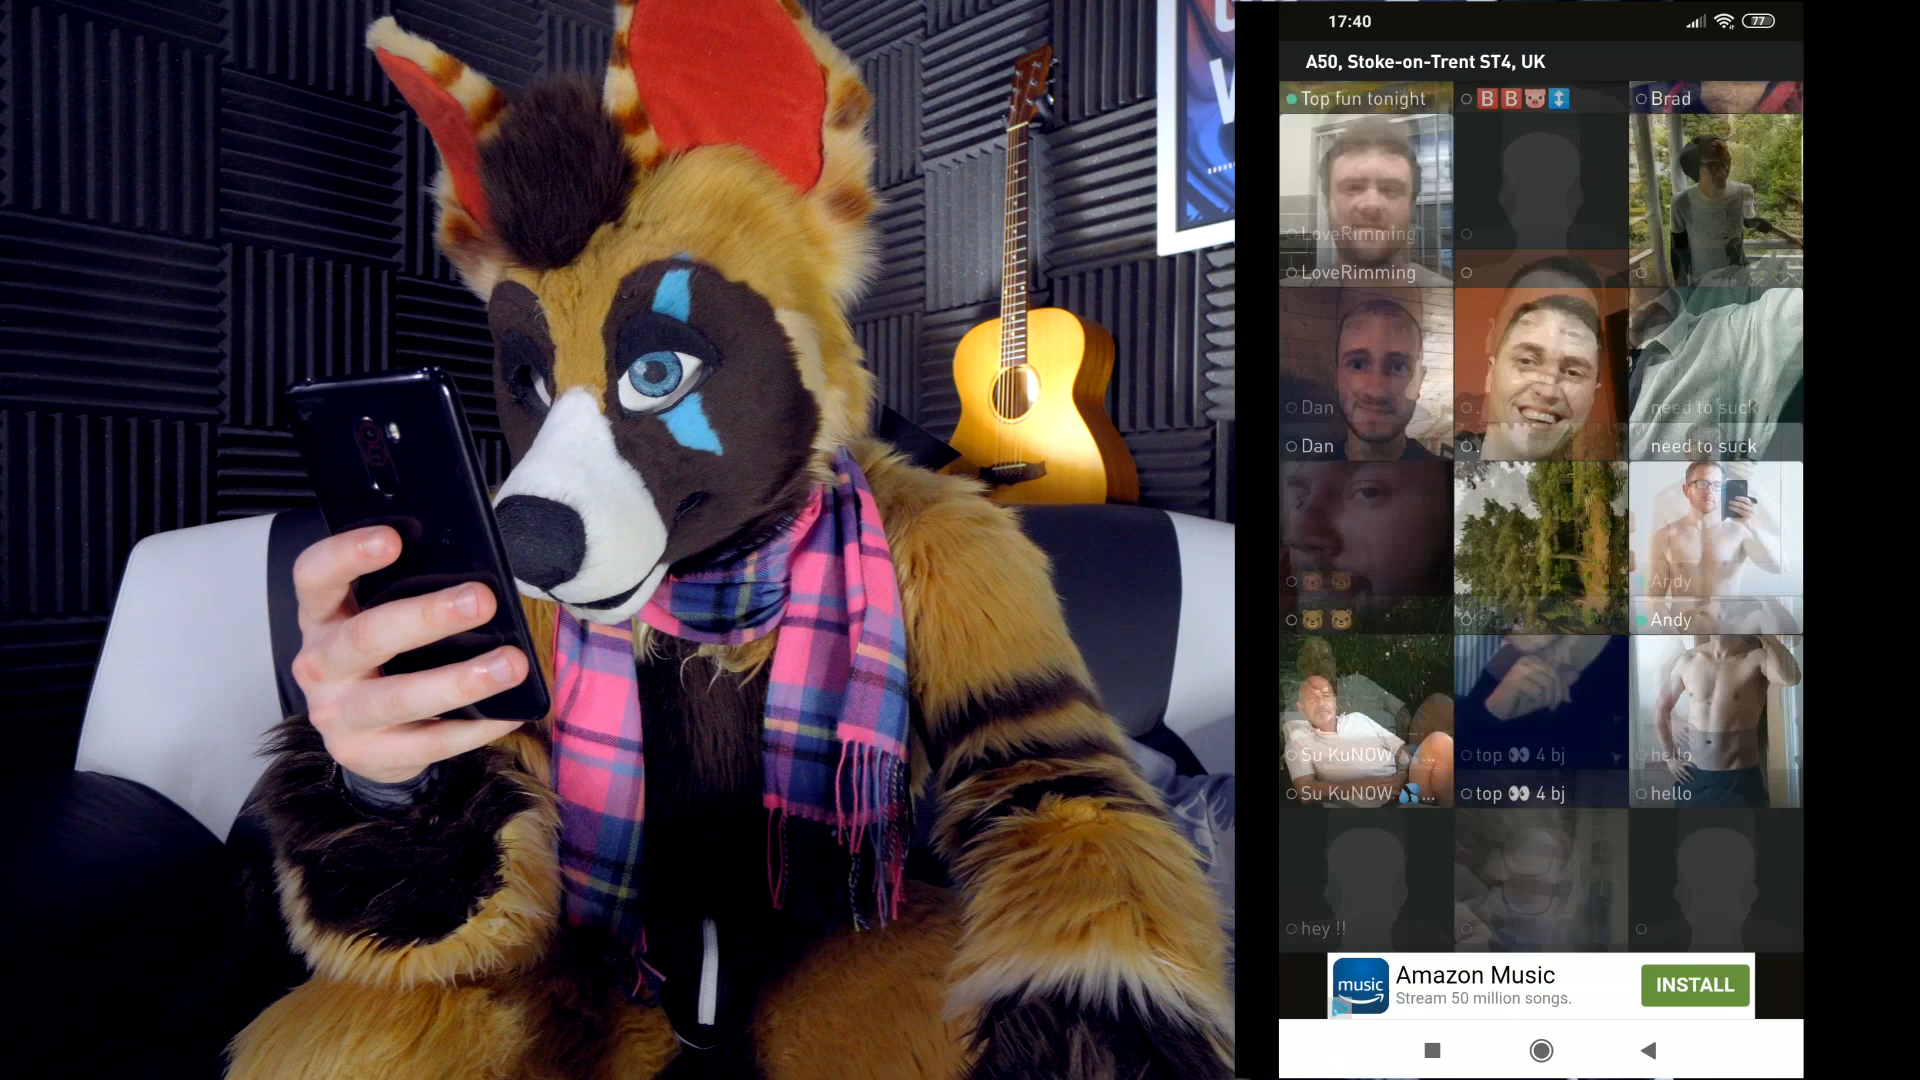 17:40
77
A50, Stoke-on-Trent ST4, UK
Top fun tonight
B B
Brad
LoveRimming
LoveRimming
Dan
need to suck
Dan
.
need to suck
Andy
Andy
Su KuNOW ...
top 👀 4 bj
hello
Su KuNOW 💦...
top 👀 4 bj
hello
hey !!
music
Amazon Music
Stream 50 million songs.
INSTALL